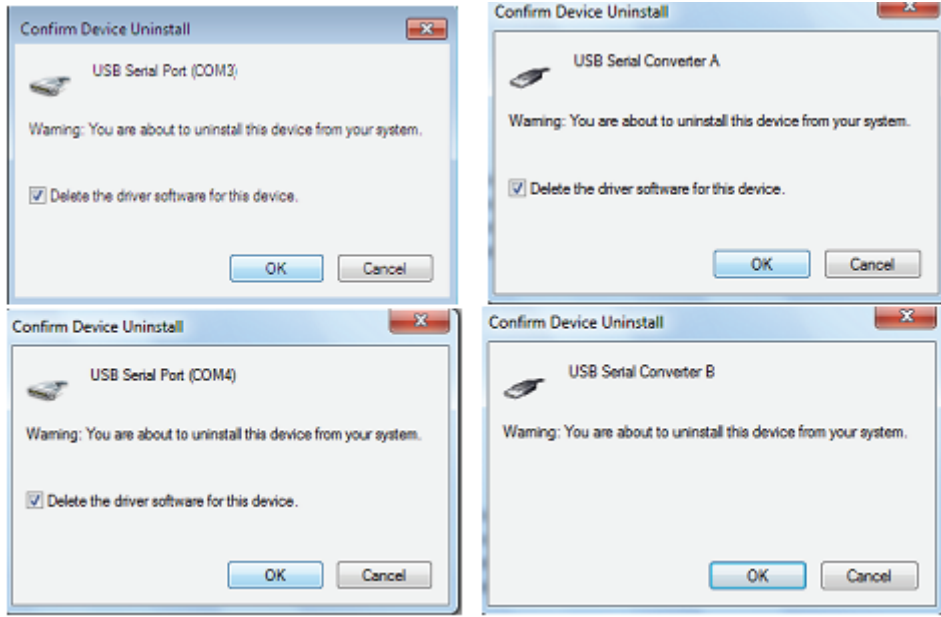 Confirm Device Uninstall
USB Serial Port (COM3)
Warning: You are about to uninstall this device from your system.
Delete the driver software for this device.
OK Cancel
Confirm Device Uninstall
USB Serial Converter A
Warning: You are about to uninstall this device from your system.
Delete the driver software for this device.
OK Cancel
Confirm Device Uninstall
USB Serial Port (COM4)
Warning: You are about to uninstall this device from your system.
Delete the driver software for this device.
OK Cancel
Confirm Device Uninstall
USB Serial Converter B
Warning: You are about to uninstall this device from your system.
OK Cancel